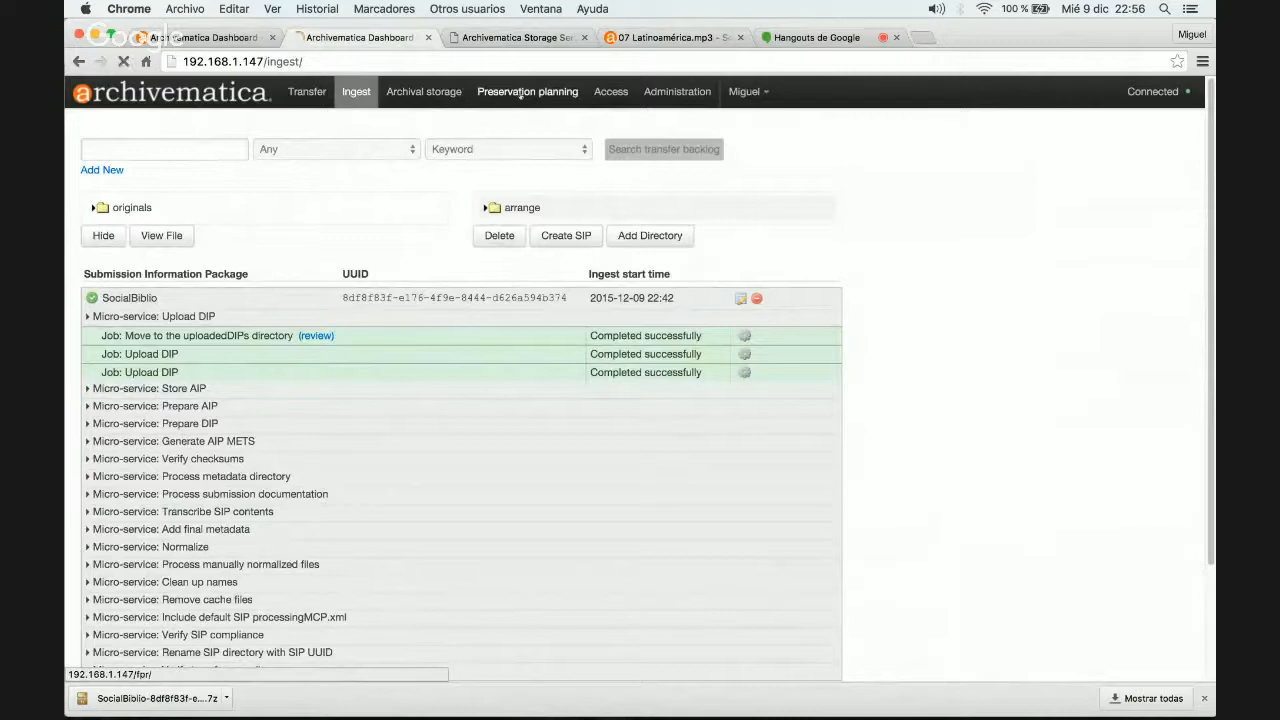 Chrome Archivo Editar Ver Historial Marcadores Otros usuarios Ventana Ayuda 100 % Mié 9 dic 22:56
Google
Archivematica Dashboard × Archivematica Dashboard × Archivematica Storage Ser × 07 Latinoamérica.mp3 - S × Hangouts de Google × Miguel
192.168.1.147/ingest/
archivematica. Transfer Ingest Archival storage Preservation planning Access Administration Miguel Connected
Any Keyword Search transfer backlog
Add New
originals arrange
Hide View File Delete Create SIP Add Directory
Submission Information Package UUID Ingest start time
SocialBiblio 8df8f83f-e176-4f9e-8444-d626a594b374 2015-12-09 22:42
Micro-service: Upload DIP
Job: Move to the uploadedDIPs directory (review) Completed successfully
Job: Upload DIP Completed successfully
Job: Upload DIP Completed successfully
Micro-service: Store AIP
Micro-service: Prepare AIP
Micro-service: Prepare DIP
Micro-service: Generate AIP METS
Micro-service: Verify checksums
Micro-service: Process metadata directory
Micro-service: Process submission documentation
Micro-service: Transcribe SIP contents
Micro-service: Add final metadata
Micro-service: Normalize
Micro-service: Process manually normalized files
Micro-service: Clean up names
Micro-service: Remove cache files
Micro-service: Include default SIP processingMCP.xml
Micro-service: Verify SIP compliance
Micro-service: Rename SIP directory with SIP UUID
192.168.1.147/fpr/
SocialBiblio-8df8f83f-e....7z Mostrar todas ×